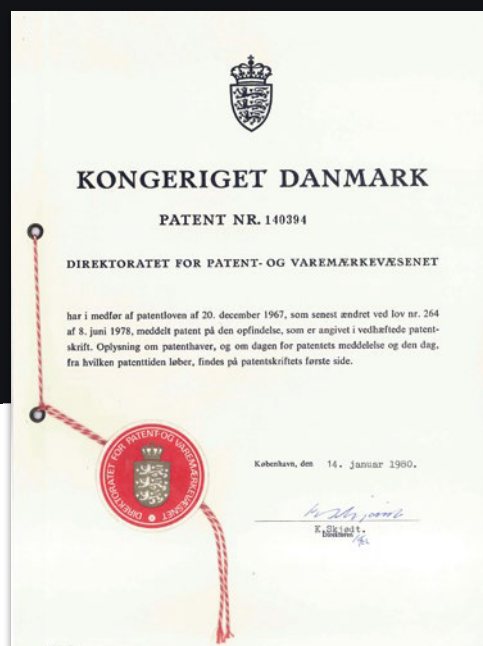 KONGERIGET DANMARK
PATENT NR. 140394
DIREKTORATET FOR PATENT- OG VAREMÆRKEVÆSENET
har i medfør af patentloven af 20. december 1967, som senest ændret ved lov nr. 264
af 8. juni 1978, meddelt patent på den opfindelse, som er angivet i vedhæftede patent-
skrift. Oplysning om patenthaver, og om dagen for patentets meddelelse og den dag,
fra hvilken patenttiden løber, findes på patentskriftets første side.
DIREKTORATET FOR PATENT-OG VAREMÆRKEVÆSNET
København, den 14. januar 1980.
K.Skjødt.
Direktøren